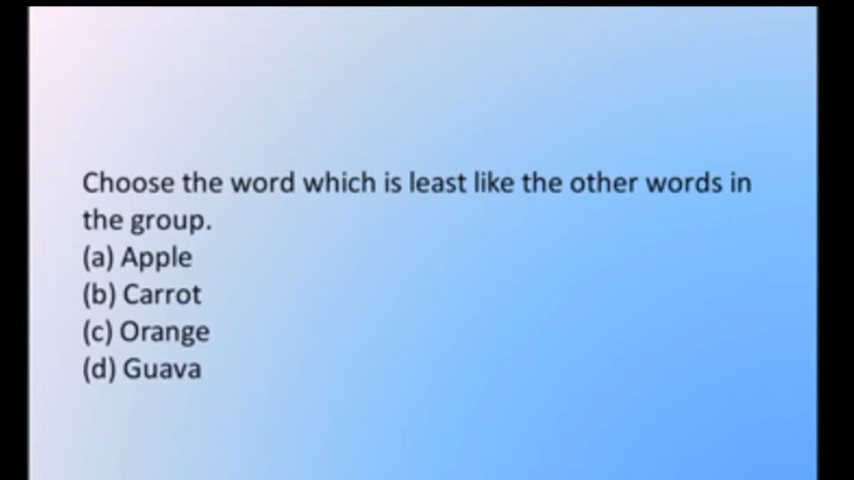 Choose the word which is least like the other words in
the group.
(a) Apple
(b) Carrot
(c) Orange
(d) Guava